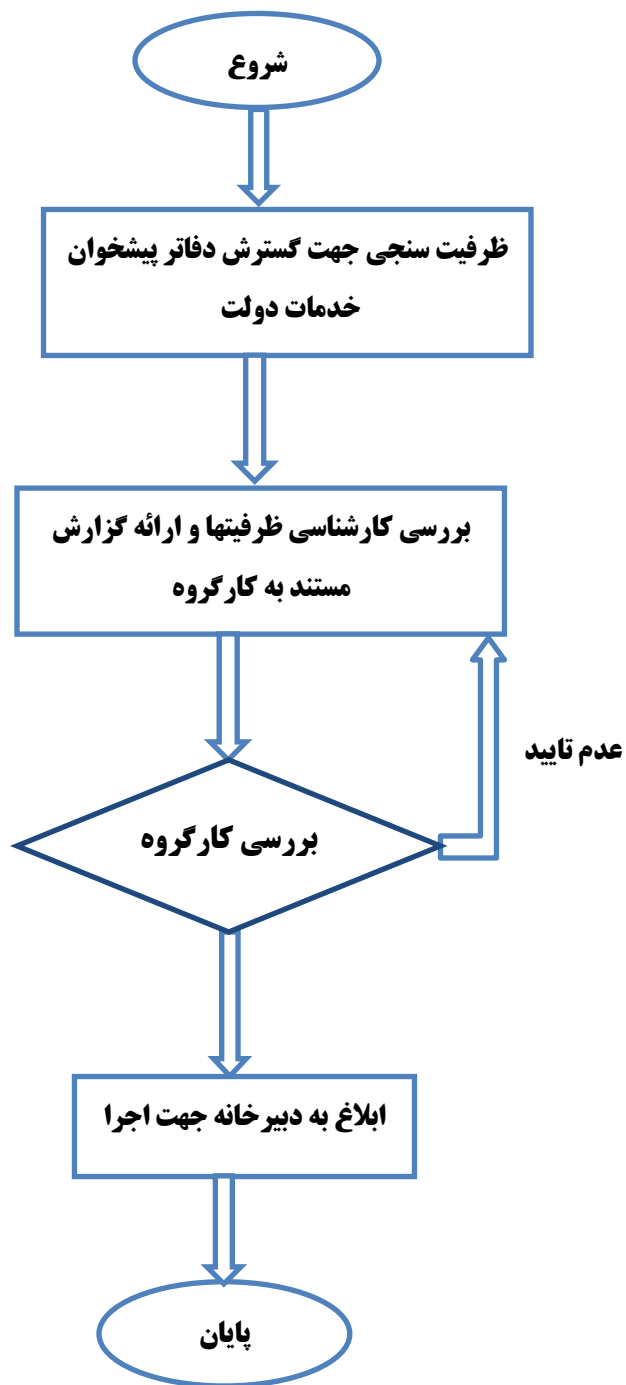 شروع
ظرفیت سنجی جهت گسترش دفاتر پیشخوان
خدمات دولت
بررسی کارشناسی ظرفیتها و ارائه گزارش
مستند به کارگروه
عدم تایید
بررسی کارگروه
ابلاغ به دبیرخانه جهت اجرا
پایان